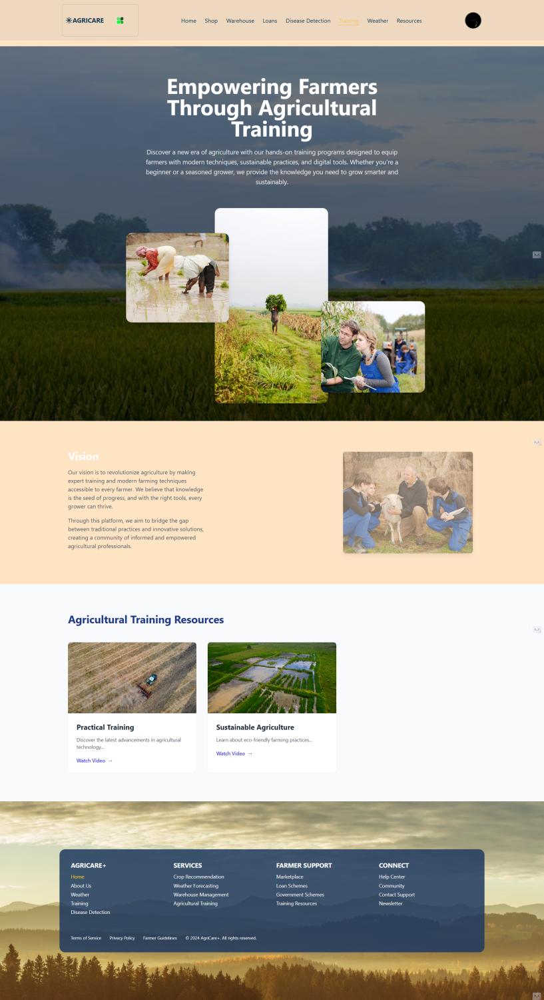 AGRICARE
Home Shop Warehouse Loans Disease Detection Training Weather Resources
Empowering Farmers
Through Agricultural
Training
Discover a new era of agriculture with our hands-on training programs designed to equip
farmers with modern techniques, sustainable practices, and digital tools. Whether you're a
beginner or a seasoned grower, we provide the knowledge you need to grow smarter and
sustainably.
Vision
Our vision is to revolutionize agriculture by making
expert training and modern farming techniques
accessible to every farmer. We believe that knowledge
is the seed of progress, and with the right tools, every
grower can thrive.
Through this platform, we aim to bridge the gap
between traditional practices and innovative solutions,
creating a community of informed and empowered
agricultural professionals.
Agricultural Training Resources
Practical Training
Discover the latest advancements in agricultural
technology...
Watch Video →
Sustainable Agriculture
Learn about eco-friendly farming practices...
Watch Video →
AGRICARE+
Home
About Us
Weather
Training
Disease Detection
SERVICES
Crop Recommendation
Weather Forecasting
Warehouse Management
Agricultural Training
FARMER SUPPORT
Marketplace
Loan Schemes
Government Schemes
Training Resources
CONNECT
Help Center
Community
Contact Support
Newsletter
Terms of Service Privacy Policy Farmer Guidelines © 2024 AgriCare+. All rights reserved.